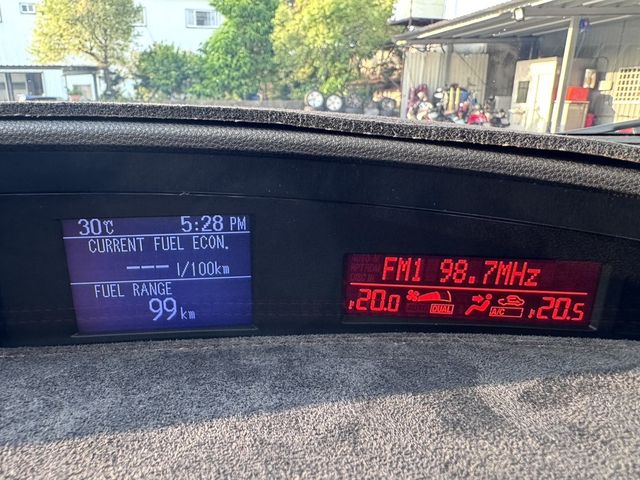 30℃ 5:28 PM
CURRENT FUEL ECON.
--- l/100km
FUEL RANGE
99 km
FM1 98.7MHz
20.0 DUAL A/C 20.5